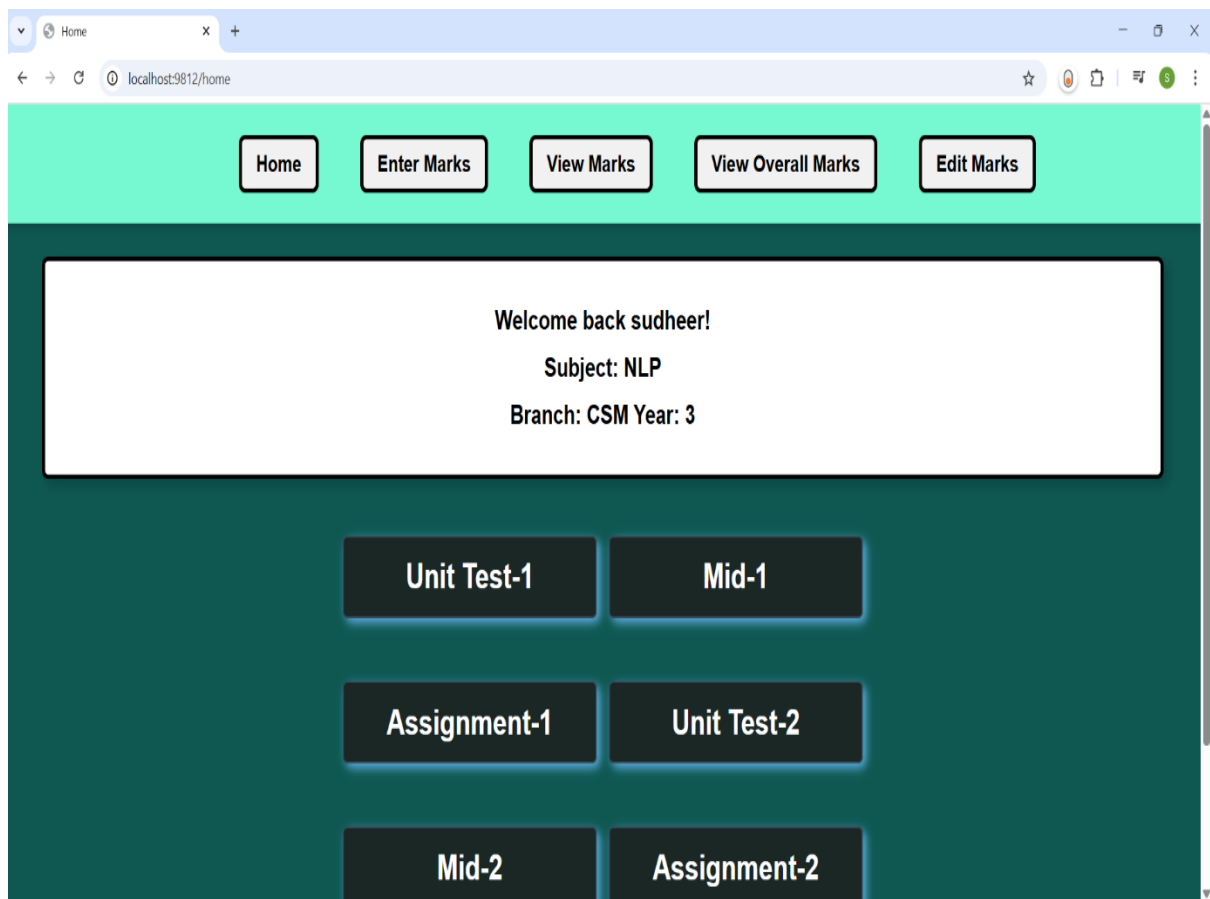 Home
localhost:9812/home
S
Home Enter Marks View Marks View Overall Marks Edit Marks
Welcome back sudheer!
Subject: NLP
Branch: CSM Year: 3
Unit Test-1 Mid-1
Assignment-1 Unit Test-2
Mid-2 Assignment-2